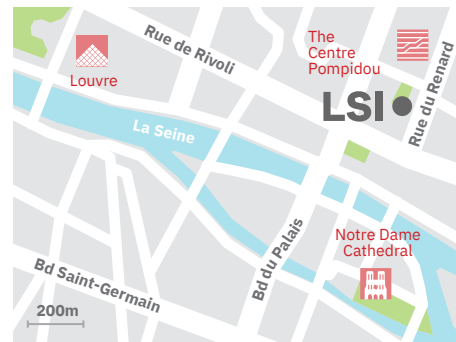 Rue de Rivoli
The
Centre
Pompidou
Louvre
Rue du Renard
LSI
La Seine
Notre Dame
Cathedral
Bd du Palais
Bd Saint-Germain
200m